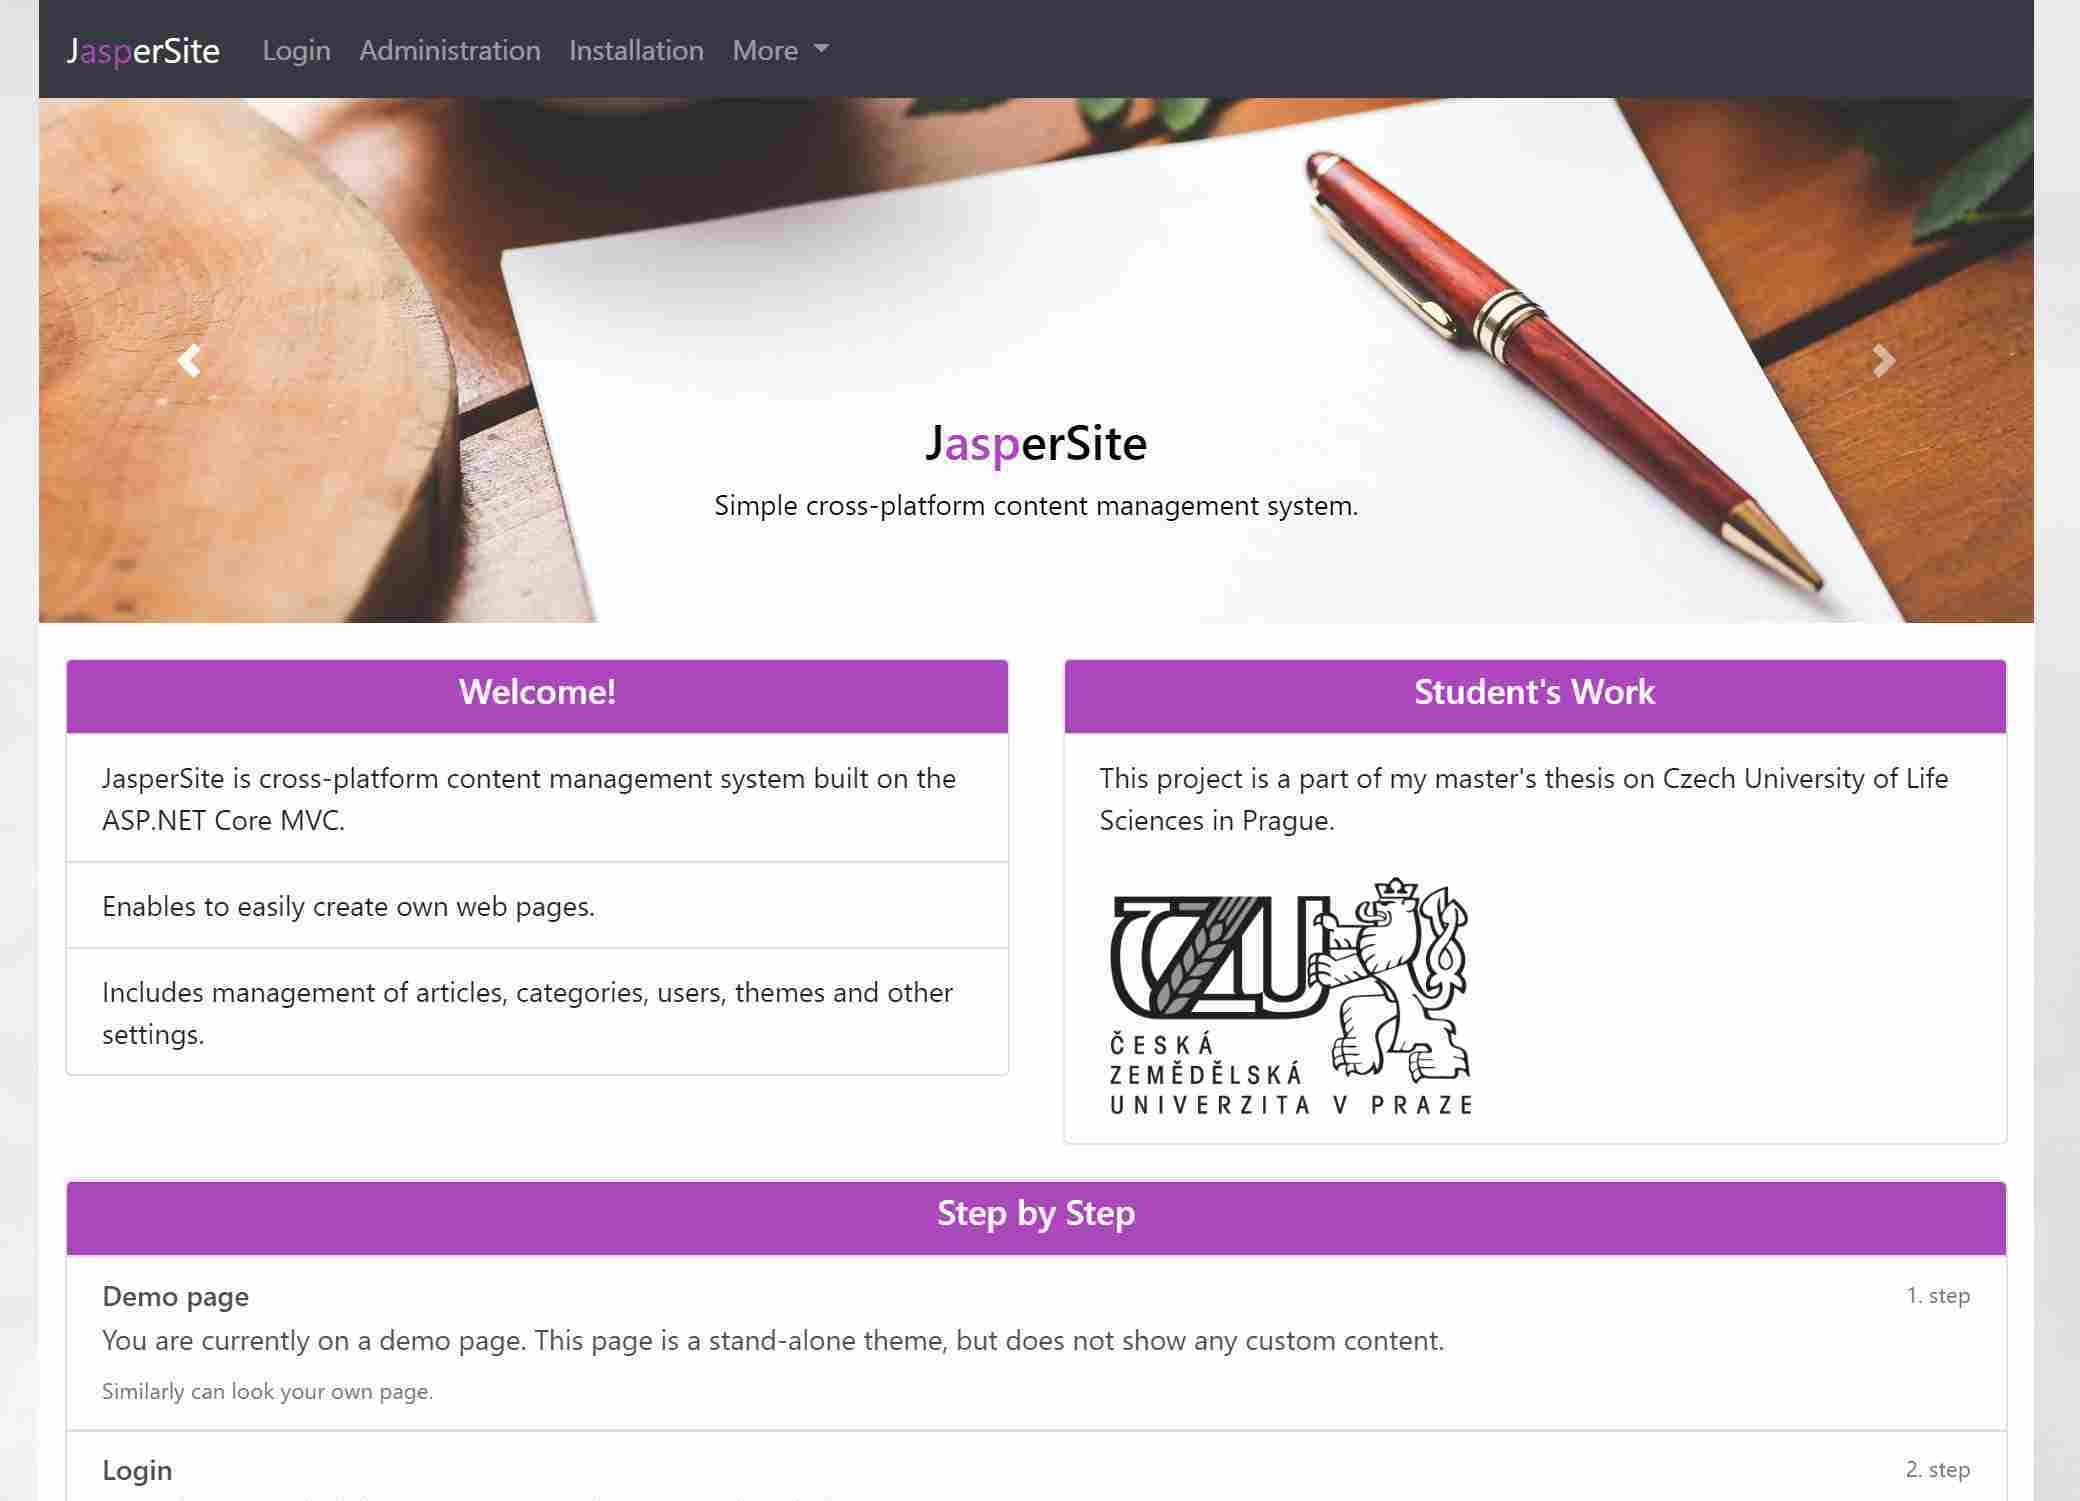 JasperSite Login Administration Installation More
JasperSite
Simple cross-platform content management system.
Welcome!
JasperSite is cross-platform content management system built on the
ASP.NET Core MVC.
Enables to easily create own web pages.
Includes management of articles, categories, users, themes and other
settings.
Student's Work
This project is a part of my master's thesis on Czech University of Life
Sciences in Prague.
ČZU
ČESKÁ
ZEMĚDĚLSKÁ
UNIVERZITA V PRAZE
Step by Step
Demo page 1. step
You are currently on a demo page. This page is a stand-alone theme, but does not show any custom content.
Similarly can look your own page.
Login 2. step